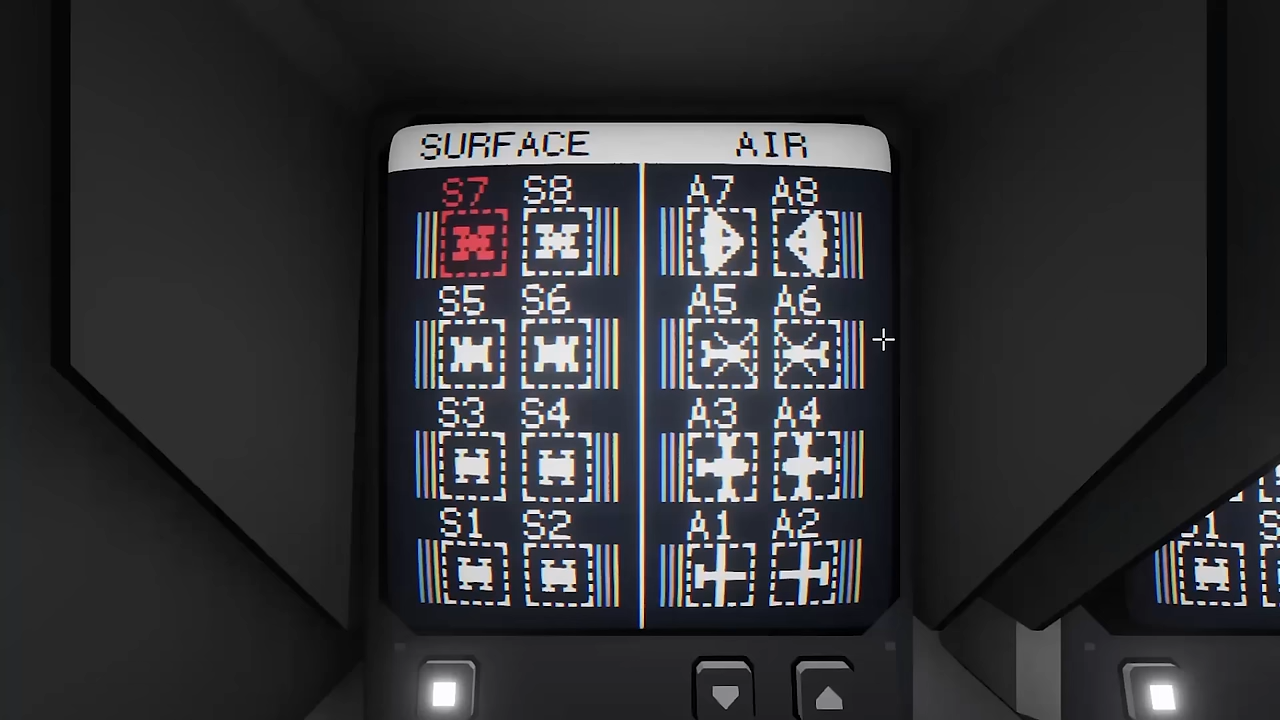 SURFACE AIR
S7 S8 A7 A8
S5 S6 A5 A6
S3 S4 A3 A4
S1 S2 A1 A2